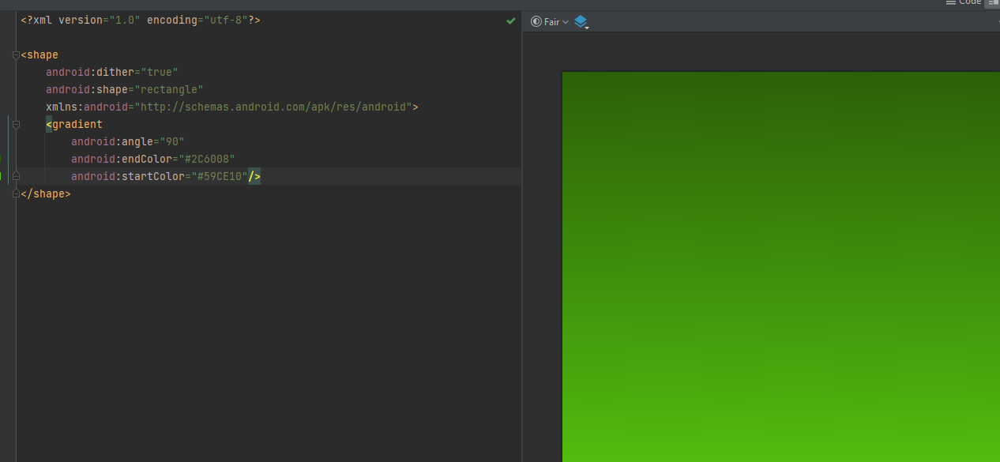 Code
<?xml version="1.0" encoding="utf-8"?>
Fair
<shape
android:dither="true"
android:shape="rectangle"
xmlns:android="http://schemas.android.com/apk/res/android">
<gradient
android:angle="90"
android:endColor="#2C6008"
android:startColor="#59CE10"/>
</shape>